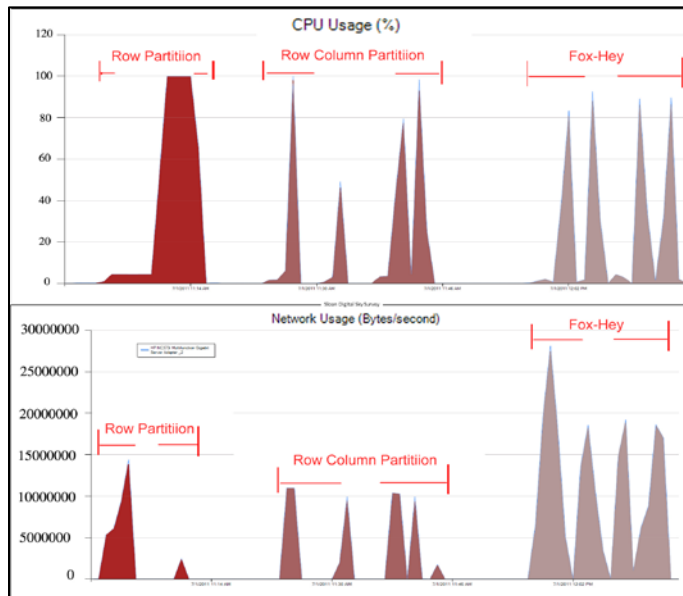 CPU Usage (%)
120
100
80
60
40
20
0
Row Partitiion
Row Column Partitiion
Fox-Hey
Network Usage (Bytes/second)
30000000
25000000
20000000
15000000
10000000
5000000
0
Row Partitiion
Row Column Partitiion
Fox-Hey